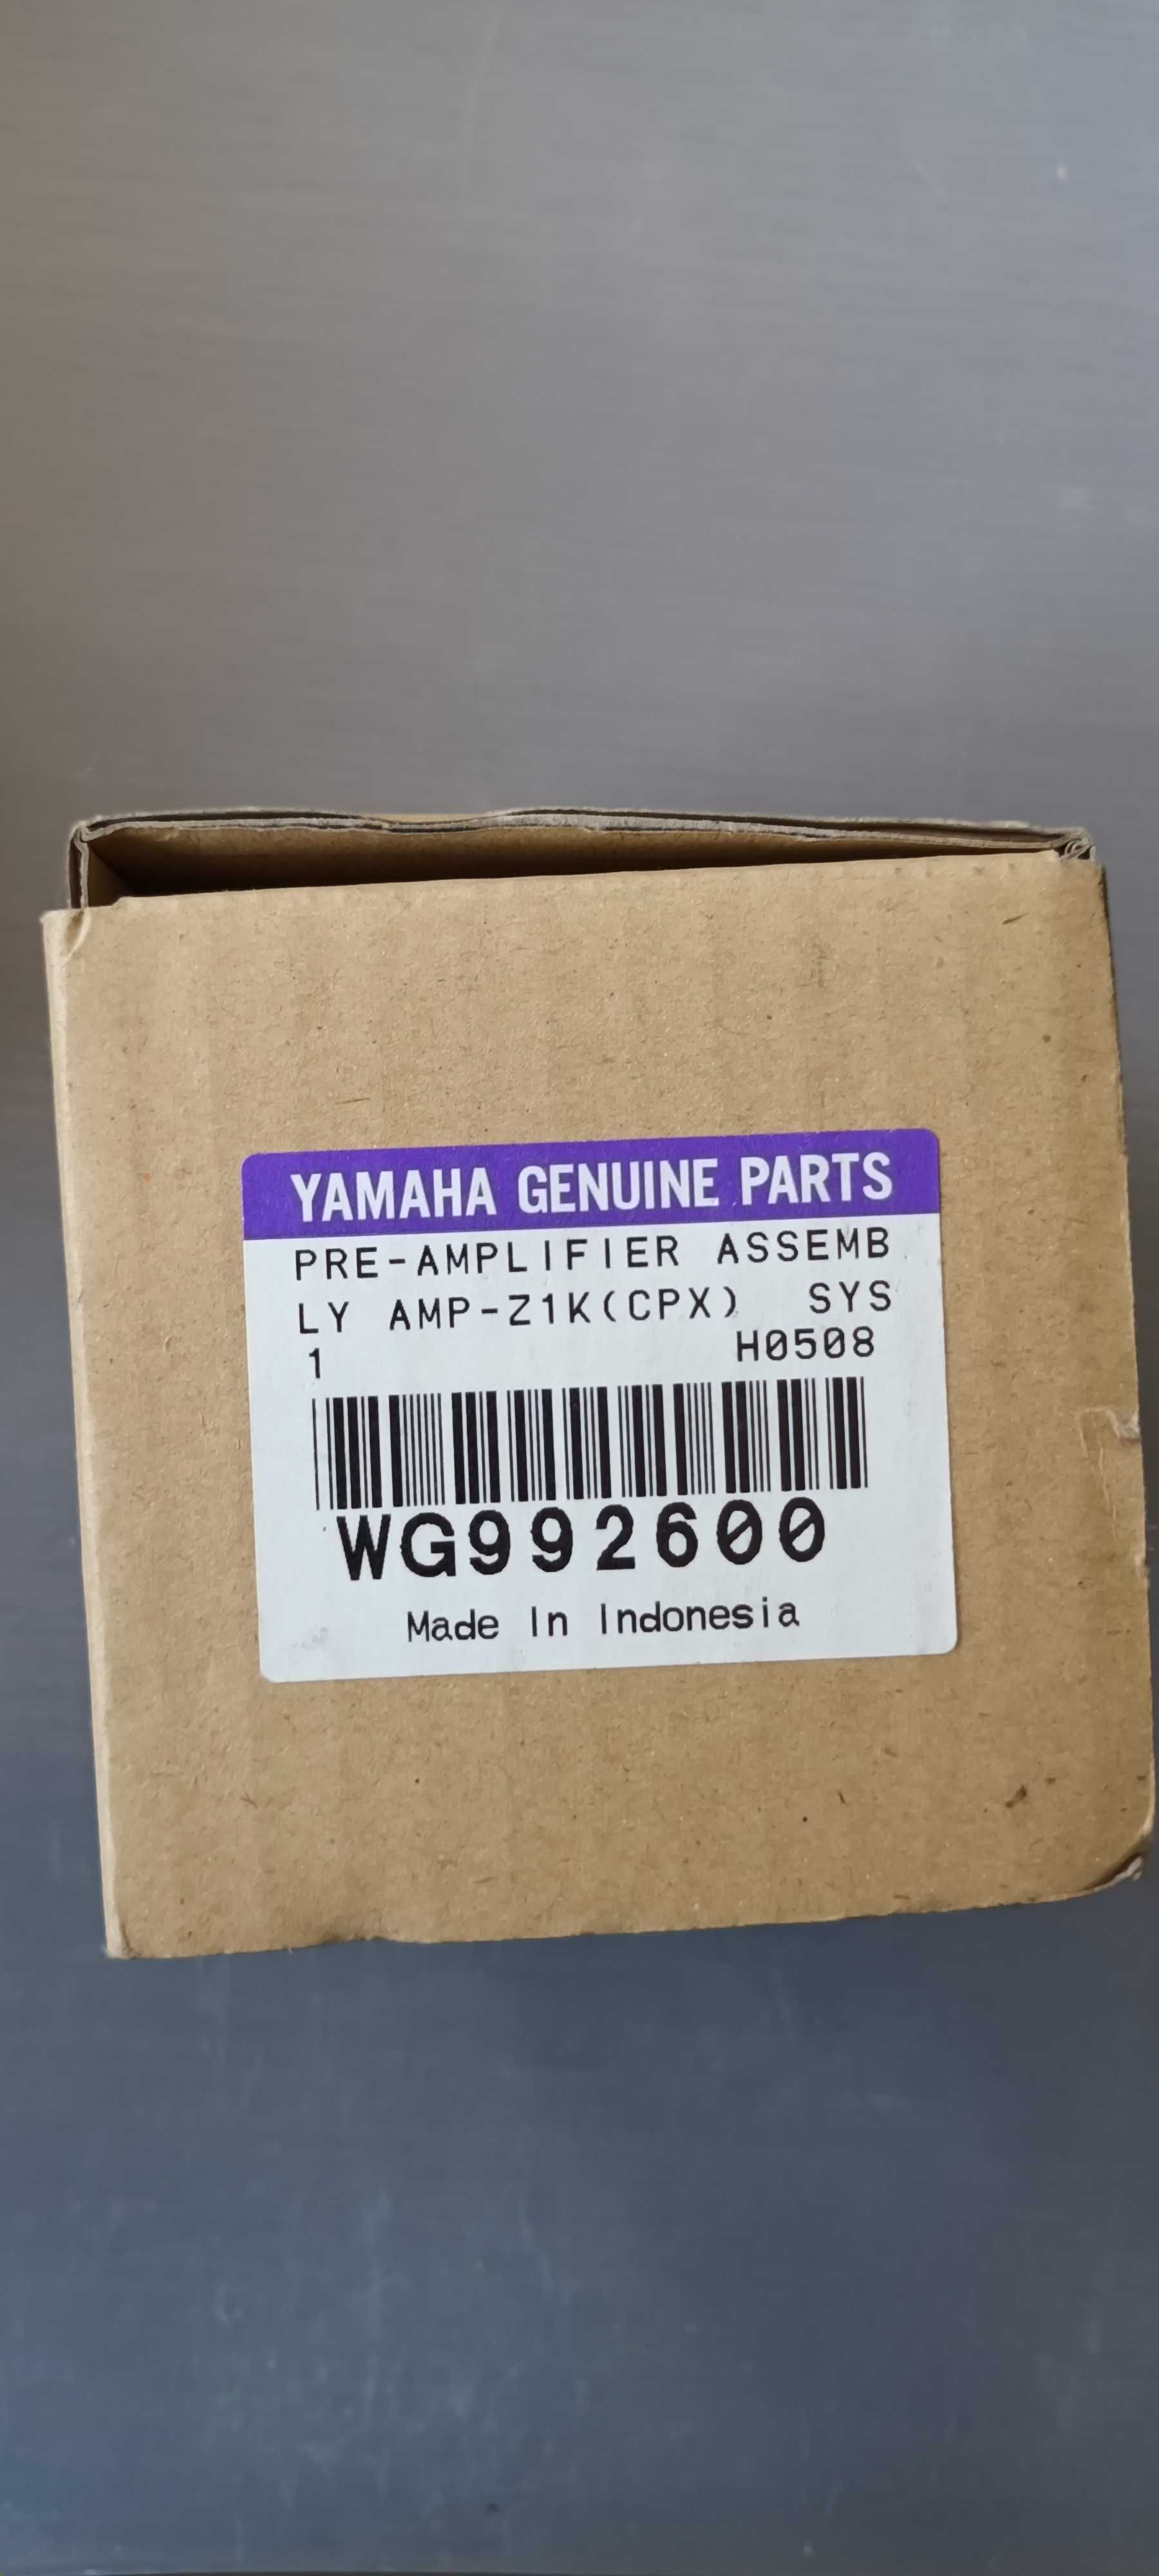 YAMAHA GENUINE PARTS
PRE-AMPLIFIER ASSEMB
LY AMP-Z1K(CPX) SYS
1 H0508
WG992600
Made In Indonesia